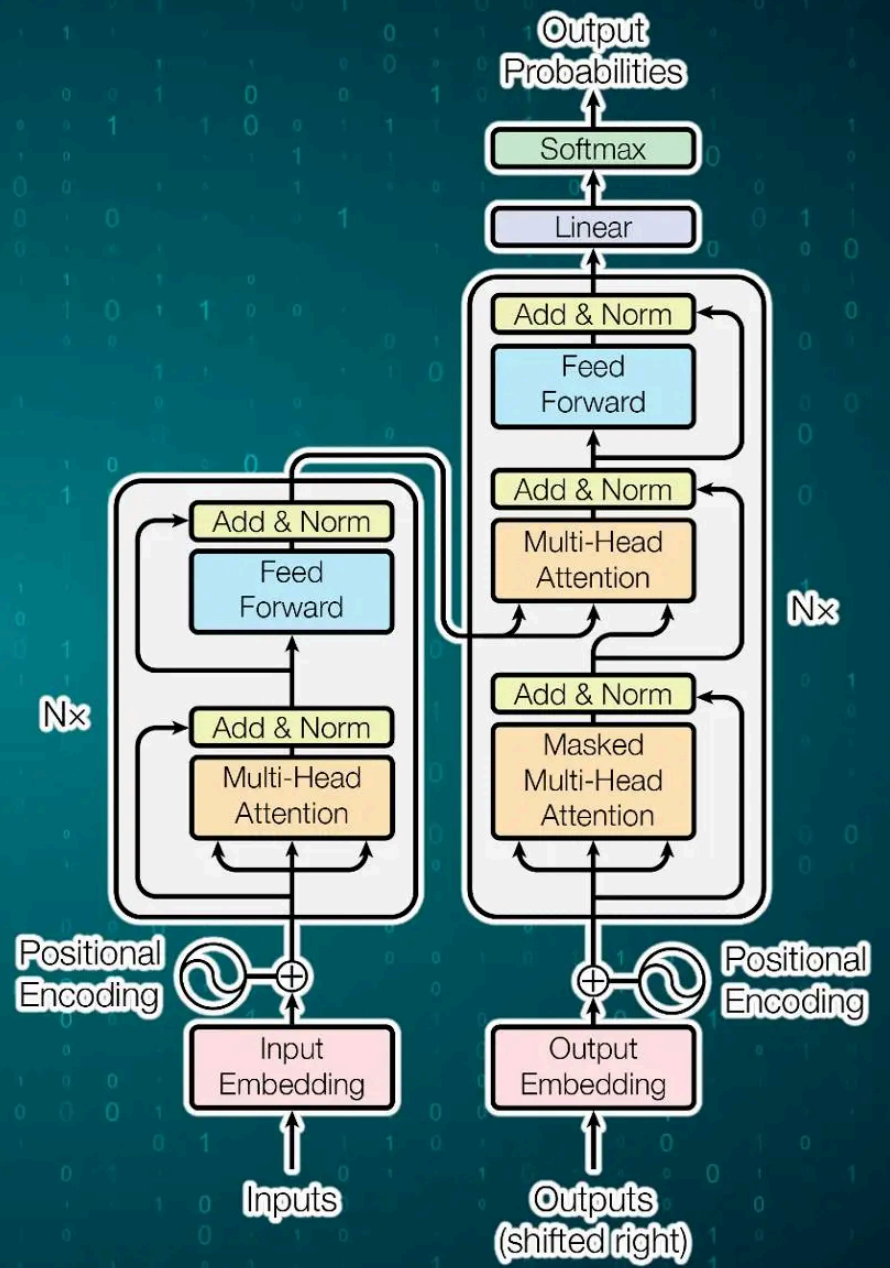 Output
Probabilities
Softmax
Linear
Add & Norm
Feed
Forward
Add & Norm
Multi-Head
Attention
Nx
Add & Norm
Masked
Multi-Head
Attention
Add & Norm
Feed
Forward
Nx
Add & Norm
Multi-Head
Attention
Positional
Encoding
Positional
Encoding
Input
Embedding
Output
Embedding
Inputs
Outputs
(shifted right)